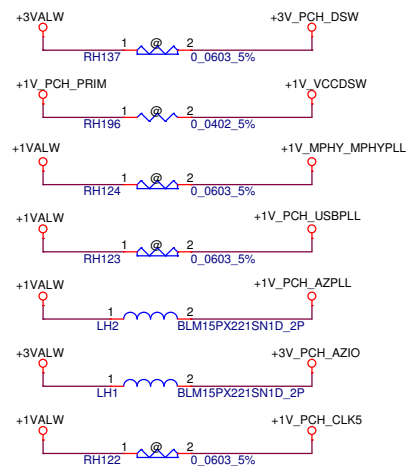 +3VALW +3V_PCH_DSW
1 @ 2
RH137 0_0603_5%
+1V_PCH_PRIM +1V_VCCDSW
1 @ 2
RH196 0_0402_5%
+1VALW +1V_MPHY_MPHYPLL
1 @ 2
RH124 0_0603_5%
+1VALW +1V_PCH_USBPLL
1 @ 2
RH123 0_0603_5%
+1VALW +1V_PCH_AZPLL
1 2
LH2 BLM15PX221SN1D_2P
+3VALW +3V_PCH_AZIO
1 2
LH1 BLM15PX221SN1D_2P
+1VALW +1V_PCH_CLK5
1 @ 2
RH122 0_0603_5%